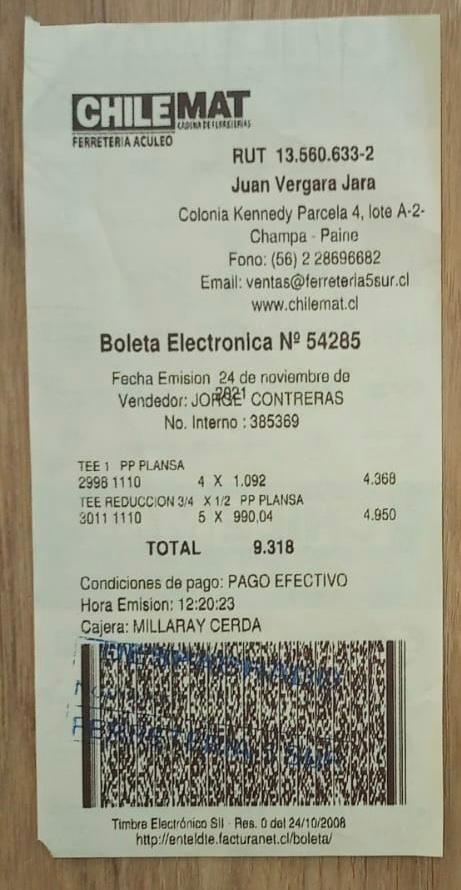 CHILEMAT
CADENA DE FERRETERIAS
FERRETERIA ACULEO
RUT 13.560.633-2
Juan Vergara Jara
Colonia Kennedy Parcela 4, lote A-2-
Champa - Paine
Fono: (56) 2 28696682
Email: ventas@ferreteria5sur.cl
www.chilemat.cl
Boleta Electronica Nº 54285
Fecha Emision 24 de noviembre de
2021
Vendedor: JORGE CONTRERAS
No. Interno : 385369
TEE 1 PP PLANSA
2998 1110 4 X 1.092 4.368
TEE REDUCCION 3/4 X 1/2 PP PLANSA
3011 1110 5 X 990,04 4.950
TOTAL 9.318
Condiciones de pago: PAGO EFECTIVO
Hora Emision: 12:20:23
Cajera: MILLARAY CERDA
FERRETERIA 5 SUR
Timbre Electrónico SII - Res. 0 del 24/10/2008
http://enteldte.facturanet.cl/boleta/